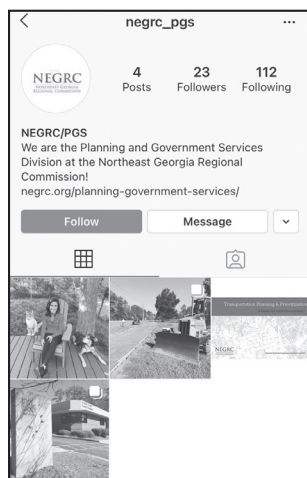 negrc_pgs
NEGRC
NORTHEAST GEORGIA
REGIONAL COMMISSION
4 23 112
Posts Followers Following
NEGRC/PGS
We are the Planning and Government Services
Division at the Northeast Georgia Regional
Commission!
negrc.org/planning-government-services/
Follow Message
Transportation Planning & Prioritization
NEGRC